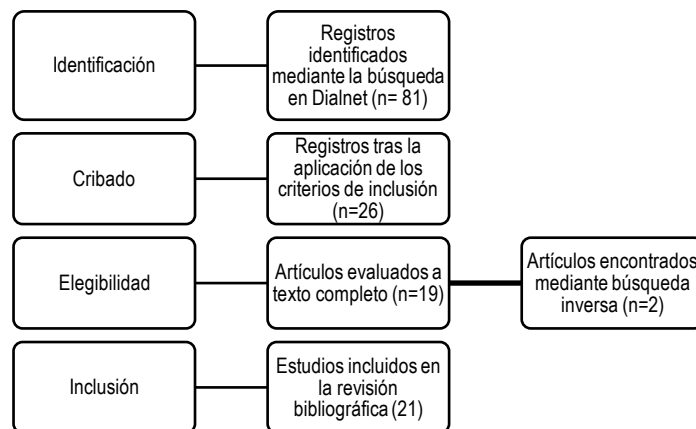 Identificación
Registros
identificados
mediante la búsqueda
en Dialnet (n= 81)
Cribado
Registros tras la
aplicación de los
criterios de inclusión
(n=26)
Elegibilidad
Artículos evaluados a
texto completo (n=19)
Artículos encontrados
mediante búsqueda
inversa (n=2)
Inclusión
Estudios incluidos en
la revisión
bibliográfica (21)